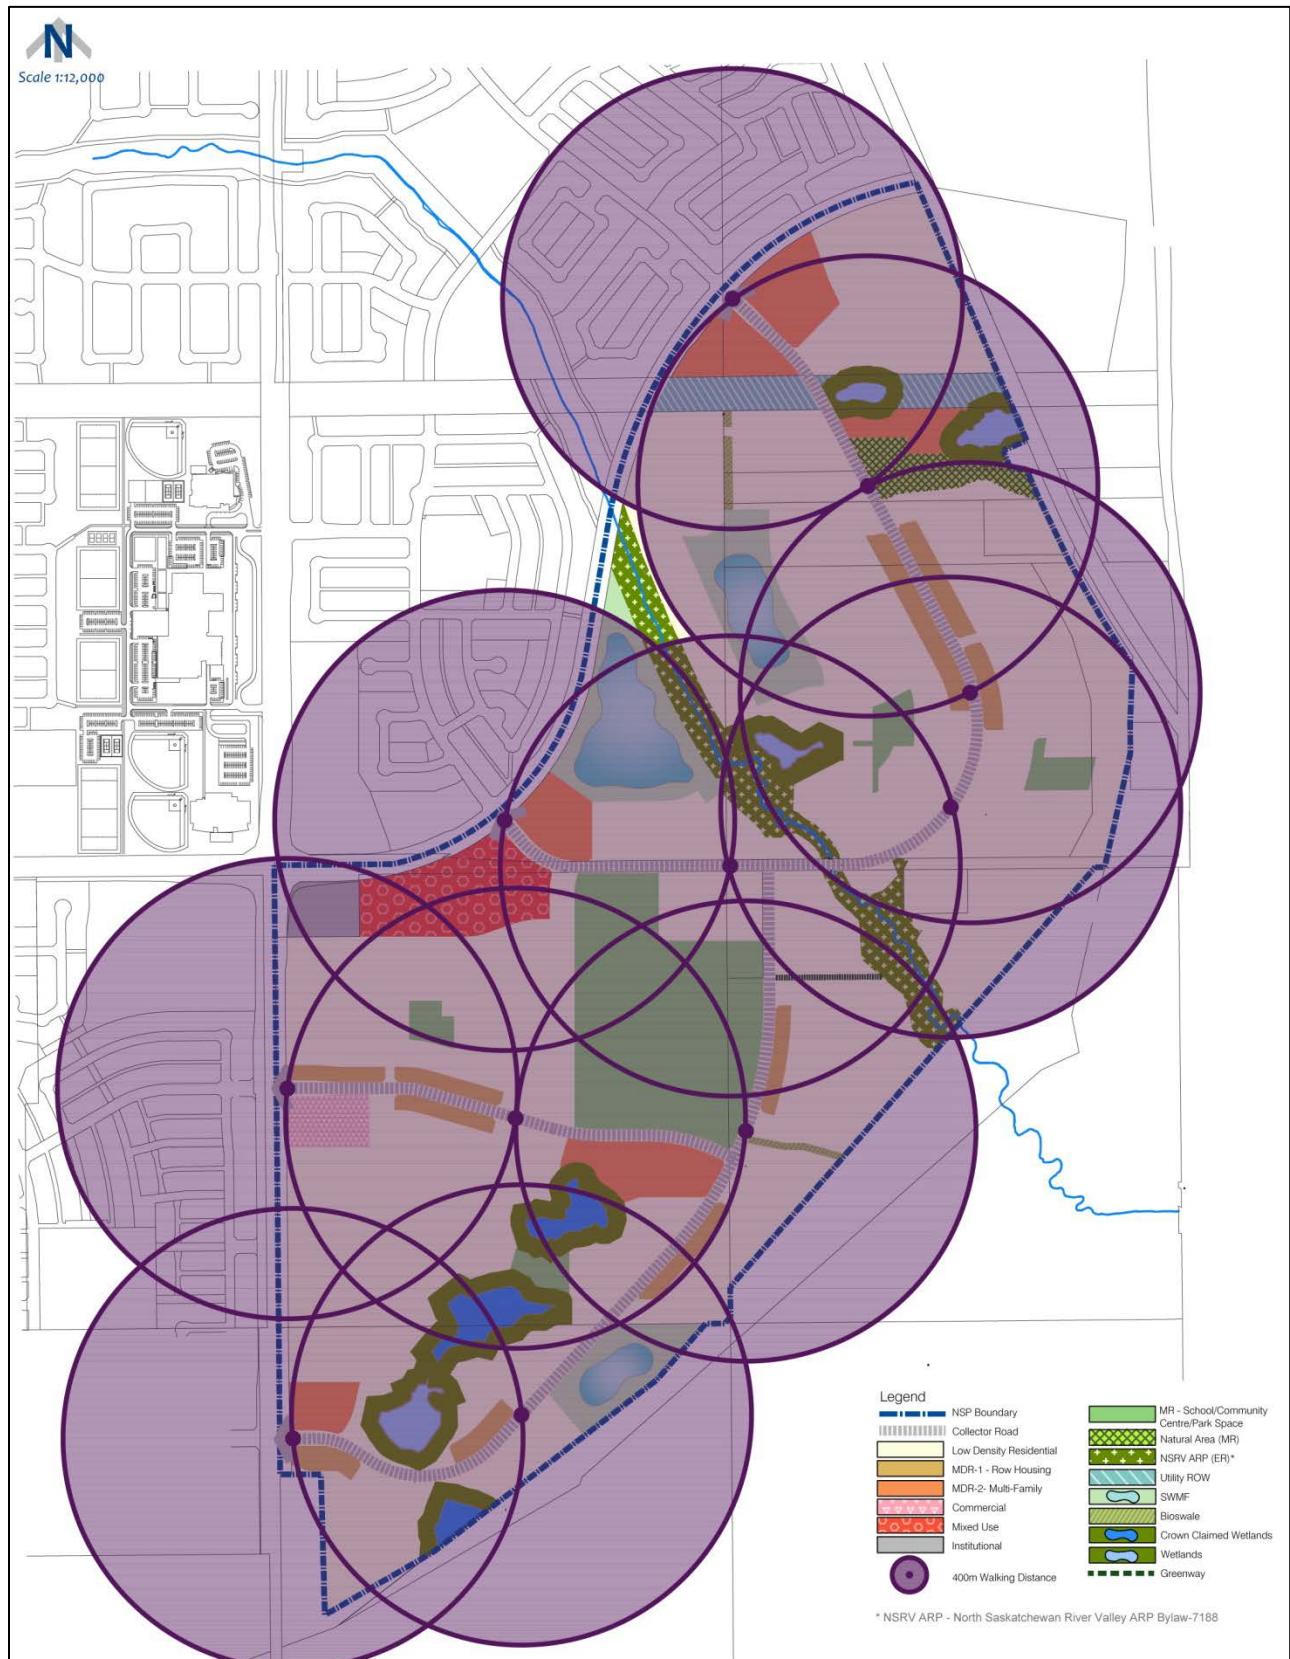 N
Scale 1:12,000
Legend
NSP Boundary
Collector Road
Low Density Residential
MDR-1 - Row Housing
MDR-2- Multi-Family
Commercial
Mixed Use
Institutional
400m Walking Distance
MR - School/Community
Centre/Park Space
Natural Area (MR)
NSRV ARP (ER)*
Utility ROW
SWMF
Bioswale
Crown Claimed Wetlands
Wetlands
Greenway
* NSRV ARP - North Saskatchewan River Valley ARP Bylaw-7188